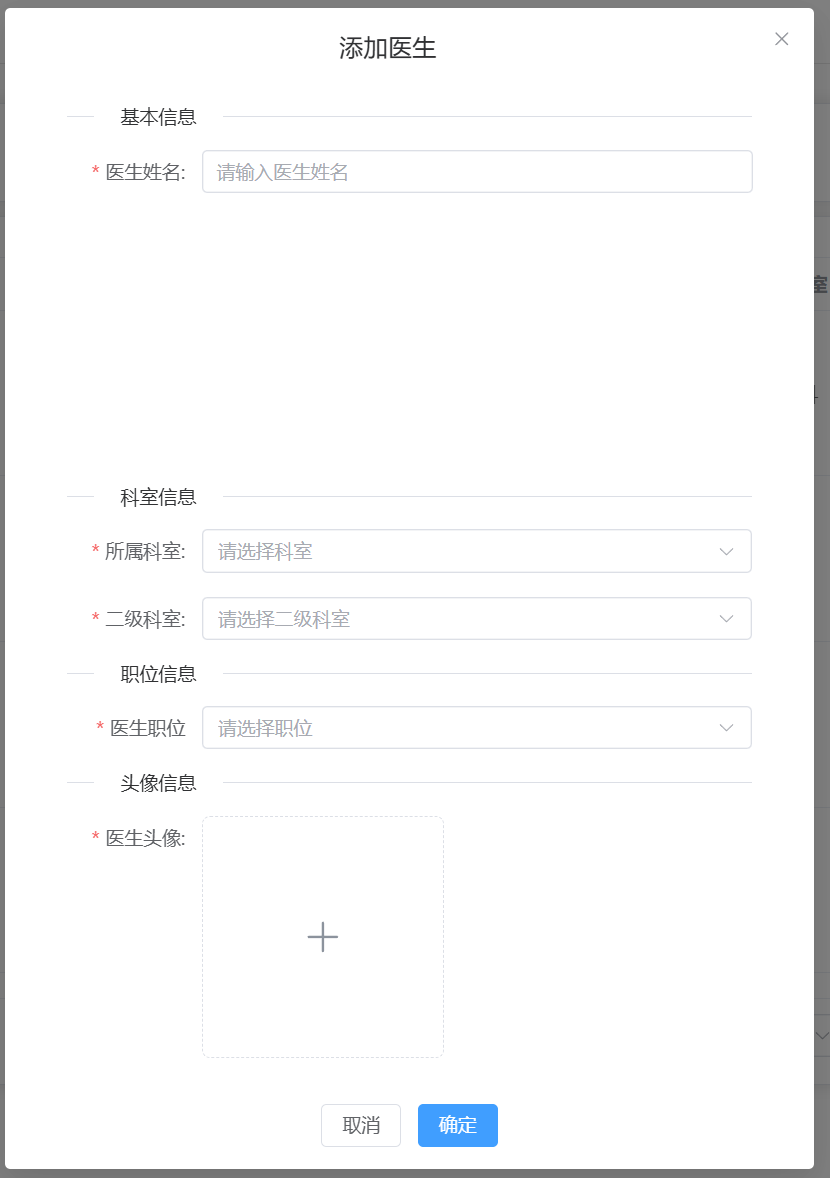 添加医生
基本信息
* 医生姓名: 请输入医生姓名
室
科室信息
* 所属科室: 请选择科室
* 二级科室: 请选择二级科室
职位信息
* 医生职位 请选择职位
头像信息
* 医生头像:
取消 确定